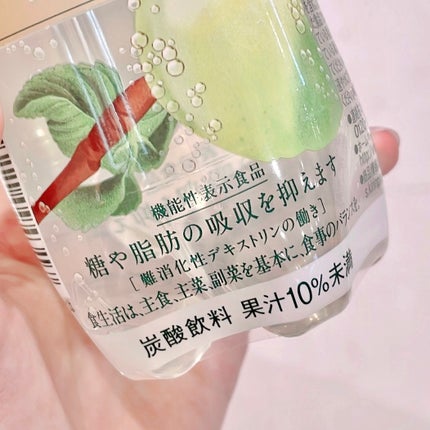 機能性表示食品
糖や脂肪の吸収を抑えます
[難消化性デキストリンの働き]
食生活は、主食、主菜、副菜を基本に、食事のバランスを。
炭酸飲料 果汁10%未満